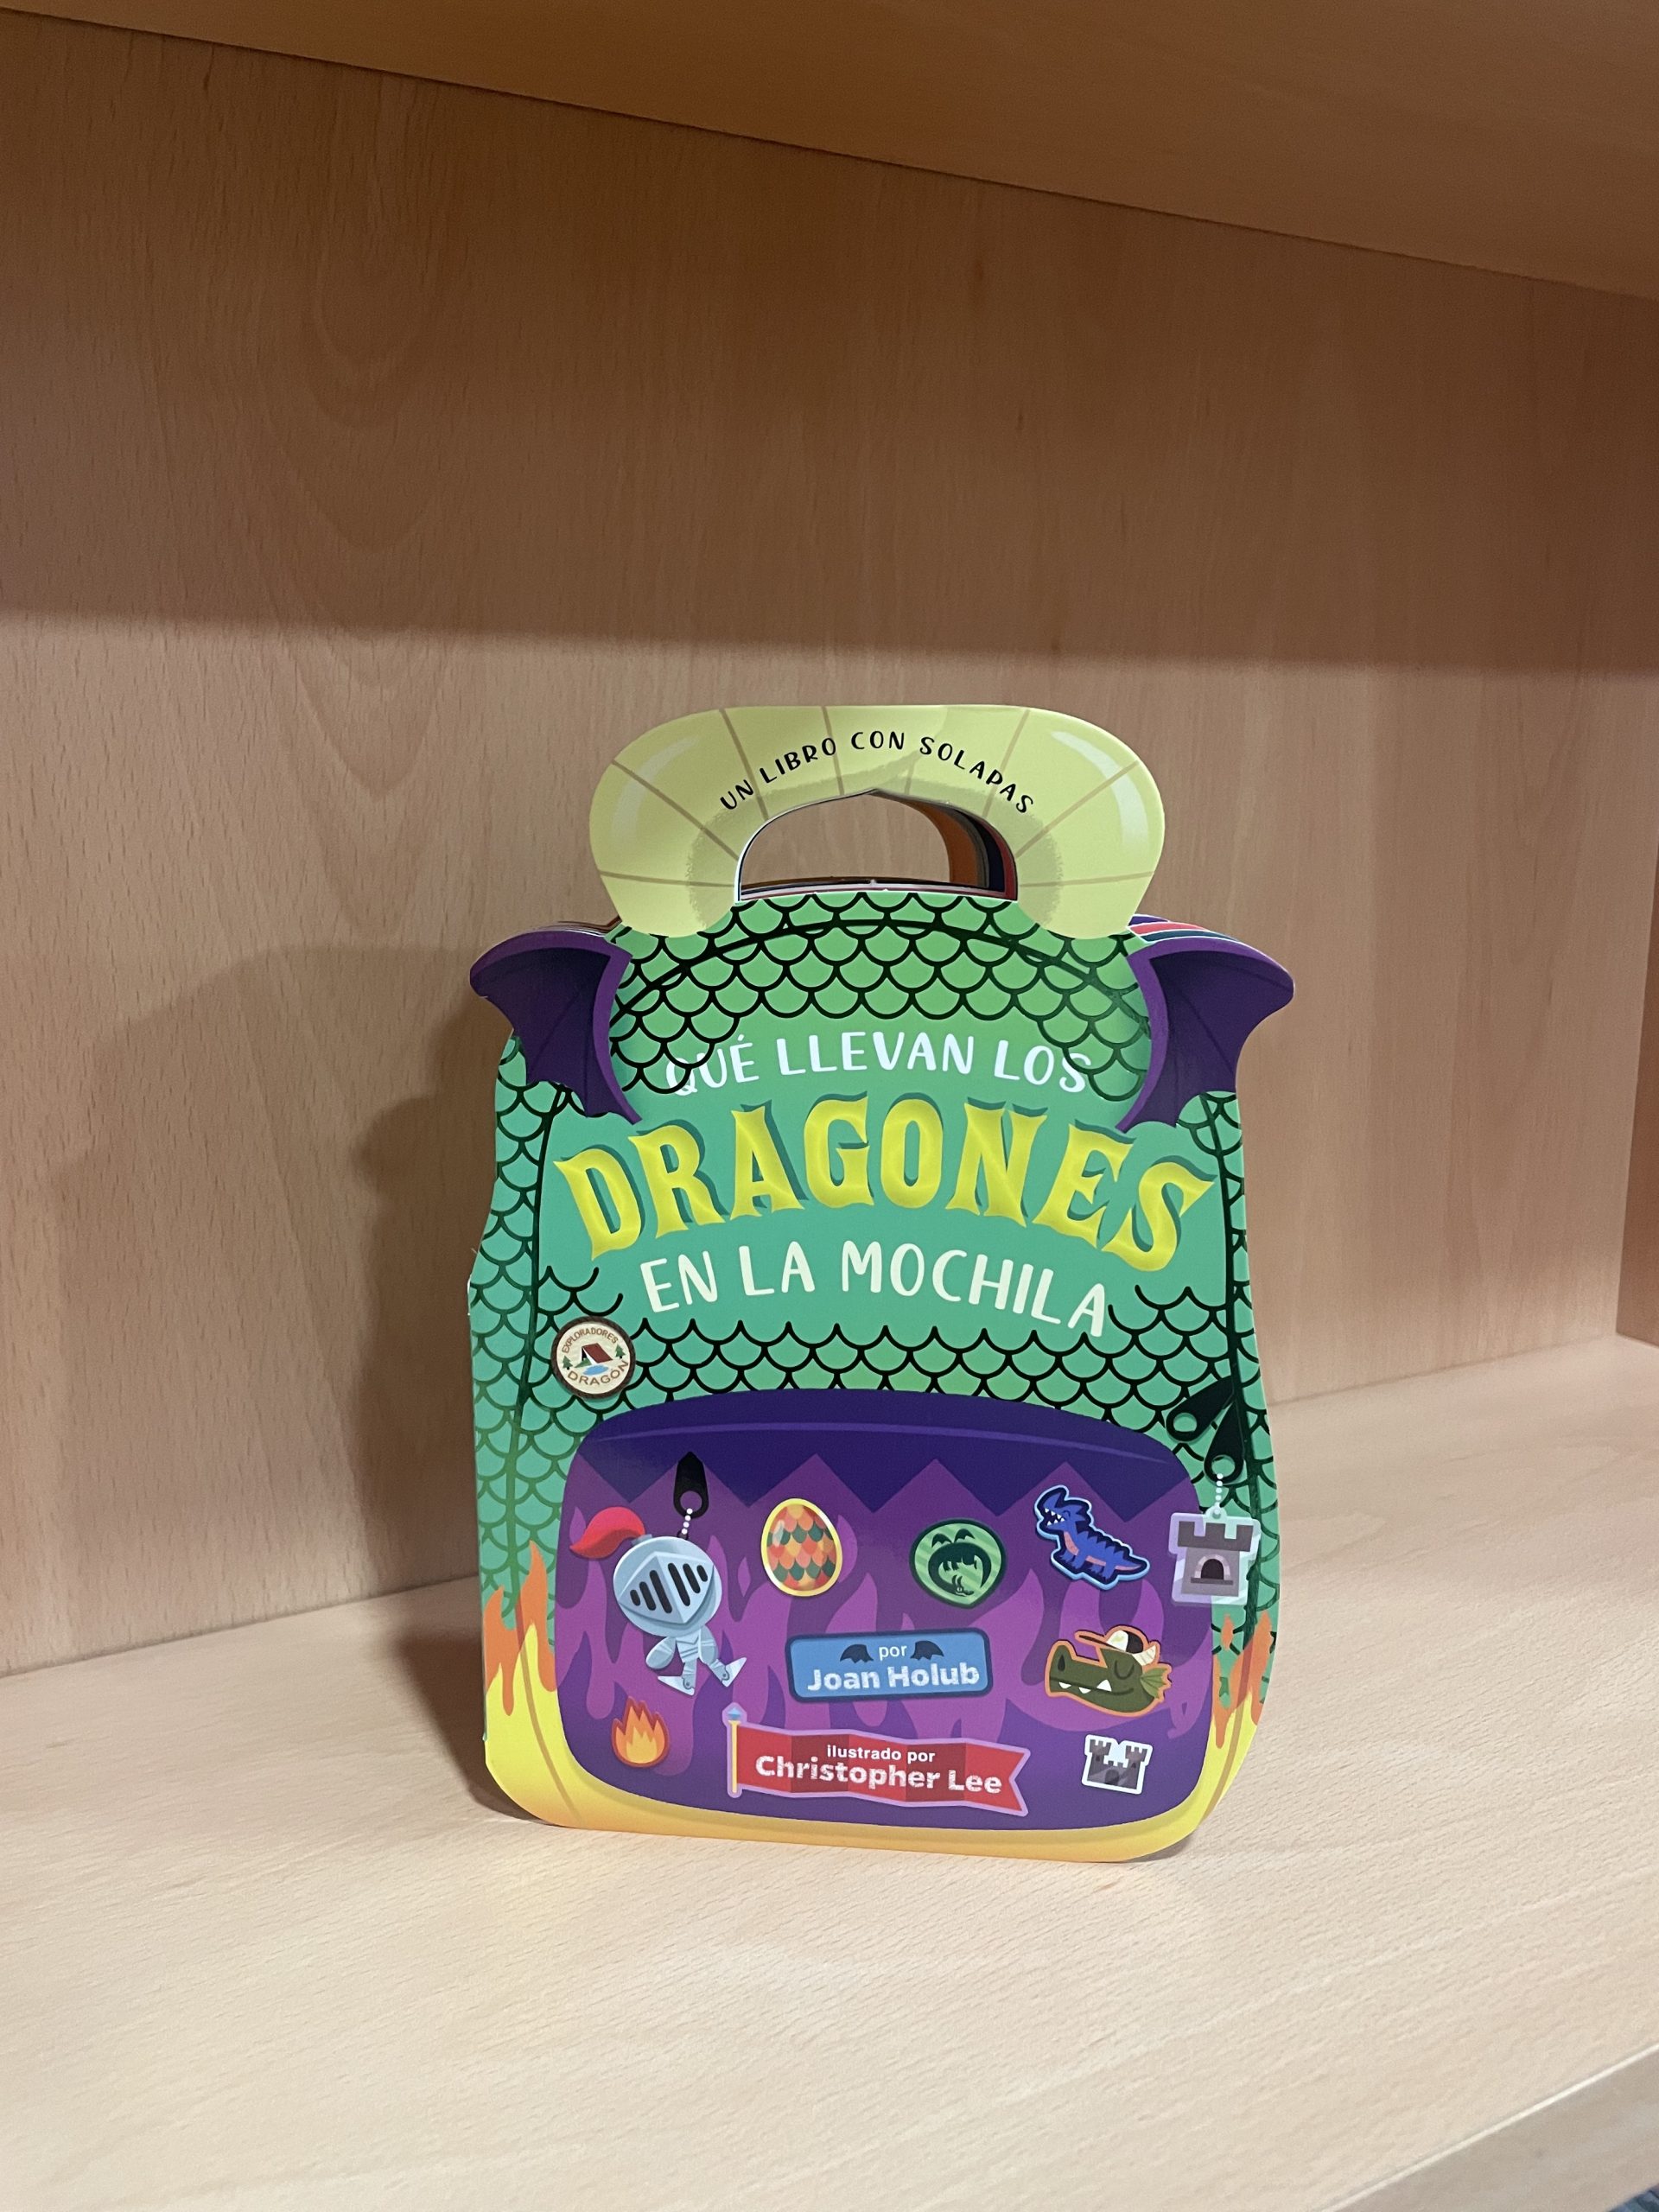 UN LIBRO CON SOLAPAS
QUÉ LLEVAN LOS
DRAGONES
EN LA MOCHILA
EXPLORADORES
DRAGÓN
por
Joan Holub
ilustrado por
Christopher Lee